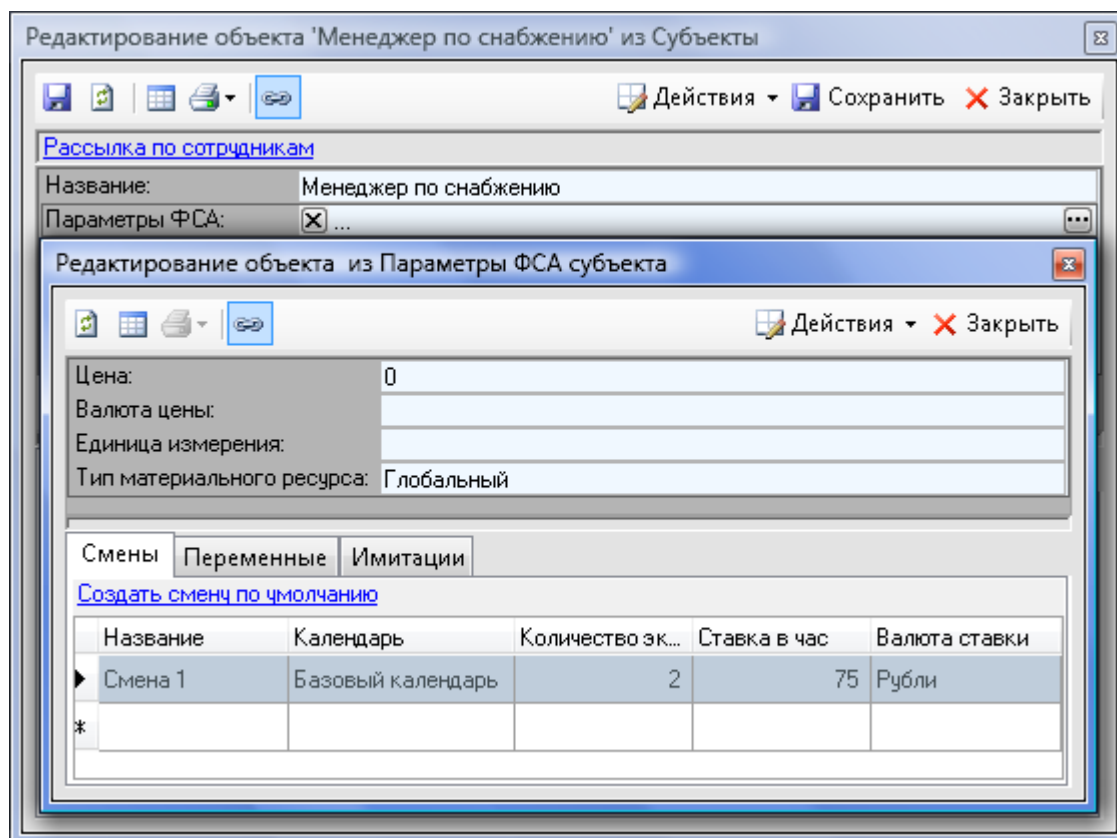 Редактирование объекта 'Менеджер по снабжению' из Субъекты
Действия Сохранить Закрыть
Рассылка по сотрудникам
Название: Менеджер по снабжению
Параметры ФСА: ...
Редактирование объекта из Параметры ФСА субъекта
Действия Закрыть
Цена: 0
Валюта цены:
Единица измерения:
Тип материального ресурса: Глобальный
Смены Переменные Имитации
Создать смену по умолчанию
Название Календарь Количество эк... Ставка в час Валюта ставки
Смена 1 Базовый календарь 2 75 Рубли